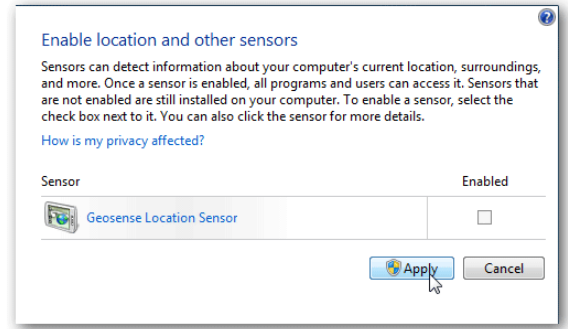 Enable location and other sensors
Sensors can detect information about your computer's current location, surroundings,
and more. Once a sensor is enabled, all programs and users can access it. Sensors that
are not enabled are still installed on your computer. To enable a sensor, select the
check box next to it. You can also click the sensor for more details.
How is my privacy affected?
Sensor Enabled
Geosense Location Sensor
Apply Cancel